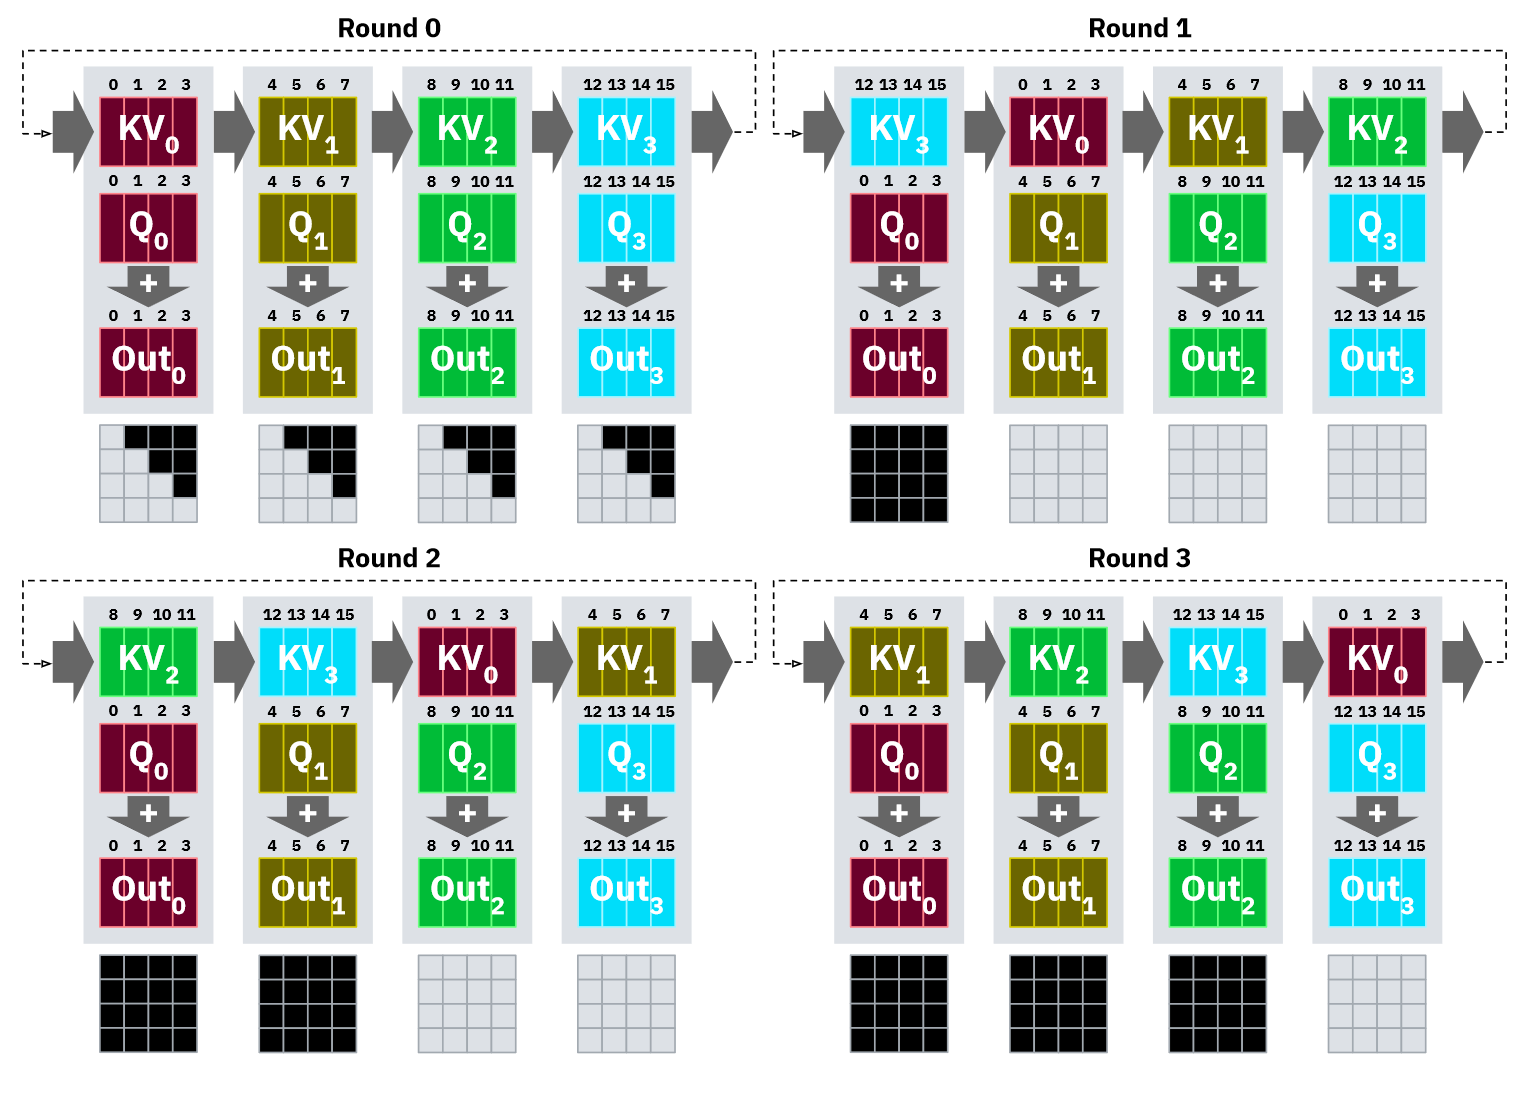 Round 0
0 1 2 3 4 5 6 7 8 9 10 11 12 13 14 15
KV0 KV1 KV2 KV3
0 1 2 3 4 5 6 7 8 9 10 11 12 13 14 15
Q0 Q1 Q2 Q3
+ + + +
0 1 2 3 4 5 6 7 8 9 10 11 12 13 14 15
Out0 Out1 Out2 Out3
Round 1
12 13 14 15 0 1 2 3 4 5 6 7 8 9 10 11
KV3 KV0 KV1 KV2
0 1 2 3 4 5 6 7 8 9 10 11 12 13 14 15
Q0 Q1 Q2 Q3
+ + + +
0 1 2 3 4 5 6 7 8 9 10 11 12 13 14 15
Out0 Out1 Out2 Out3
Round 2
8 9 10 11 12 13 14 15 0 1 2 3 4 5 6 7
KV2 KV3 KV0 KV1
0 1 2 3 4 5 6 7 8 9 10 11 12 13 14 15
Q0 Q1 Q2 Q3
+ + + +
0 1 2 3 4 5 6 7 8 9 10 11 12 13 14 15
Out0 Out1 Out2 Out3
Round 3
4 5 6 7 8 9 10 11 12 13 14 15 0 1 2 3
KV1 KV2 KV3 KV0
0 1 2 3 4 5 6 7 8 9 10 11 12 13 14 15
Q0 Q1 Q2 Q3
+ + + +
0 1 2 3 4 5 6 7 8 9 10 11 12 13 14 15
Out0 Out1 Out2 Out3